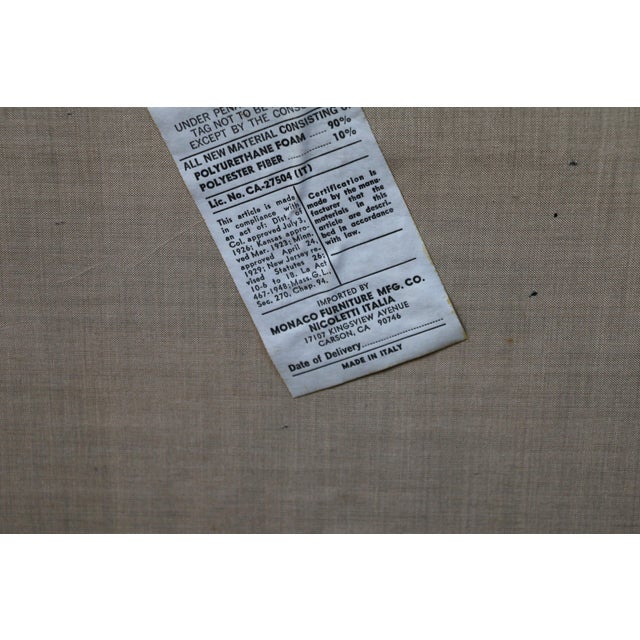 UNDER PEN
TAG NOT TO BE
EXCEPT BY THE CONS
ALL NEW MATERIAL CONSISTING O
POLYURETHANE FOAM ..... 90%
POLYESTER FIBER ............ 10%
Lic. No. CA-27504 (IT)
This article is made
in compliance with
an act of: Dist. of
Col. approved July 3,
1926; Kansas appro-
ved Mar. 1923; Minn.
approved April 24,
1929; New Jersey re-
vised Statutes 26;
10-6 to 18. La Act
467-1948; Mass. G.L.,
Sec. 270, Chap. 94.
Certification is
made by the manu-
facturer that the
materials in this
article are descri-
bed in accordance
with law.
IMPORTED BY
MONACO FURNITURE MFG. CO.
NICOLETTI ITALIA
17107 KINGSVIEW AVENUE
CARSON, CA 90746
Date of Delivery....................
MADE IN ITALY